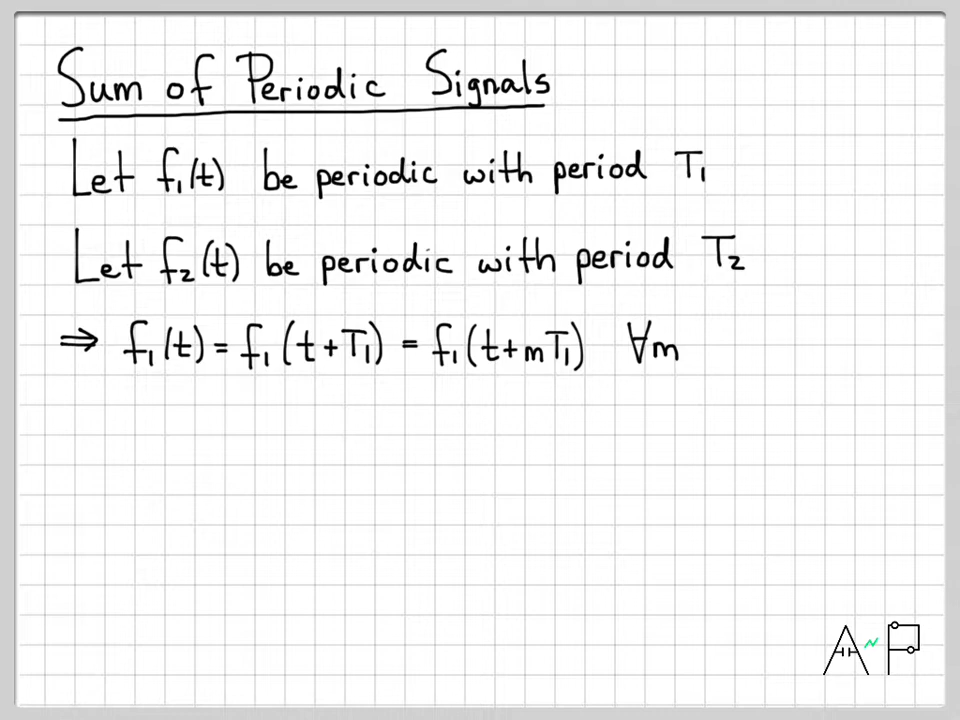 Sum of Periodic Signals
Let f₁(t) be periodic with period T₁
Let f₂(t) be periodic with period T₂
⇒ f₁(t) = f₁(t+T₁) = f₁(t+mT₁) ∀m
A~P